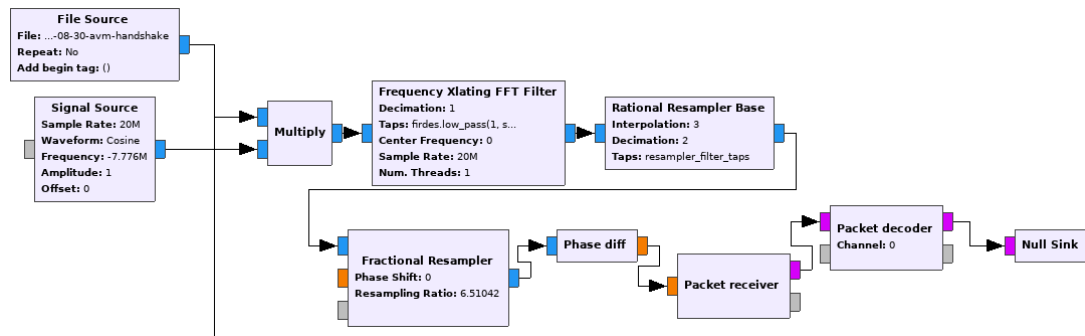 File Source
File: ...-08-30-avm-handshake
Repeat: No
Add begin tag: ()
Signal Source
Sample Rate: 20M
Waveform: Cosine
Frequency: -7.776M
Amplitude: 1
Offset: 0
Multiply
Frequency Xlating FFT Filter
Decimation: 1
Taps: firdes.low_pass(1, s...
Center Frequency: 0
Sample Rate: 20M
Num. Threads: 1
Rational Resampler Base
Interpolation: 3
Decimation: 2
Taps: resampler_filter_taps
Fractional Resampler
Phase Shift: 0
Resampling Ratio: 6.51042
Phase diff
Packet receiver
Packet decoder
Channel: 0
Null Sink